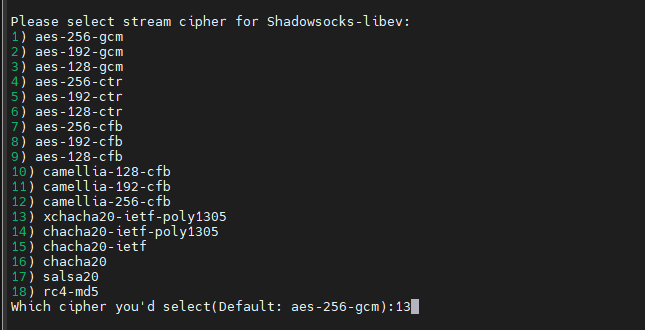 Please select stream cipher for Shadowsocks-libev:
1) aes-256-gcm
2) aes-192-gcm
3) aes-128-gcm
4) aes-256-ctr
5) aes-192-ctr
6) aes-128-ctr
7) aes-256-cfb
8) aes-192-cfb
9) aes-128-cfb
10) camellia-128-cfb
11) camellia-192-cfb
12) camellia-256-cfb
13) xchacha20-ietf-poly1305
14) chacha20-ietf-poly1305
15) chacha20-ietf
16) chacha20
17) salsa20
18) rc4-md5
Which cipher you'd select(Default: aes-256-gcm):13